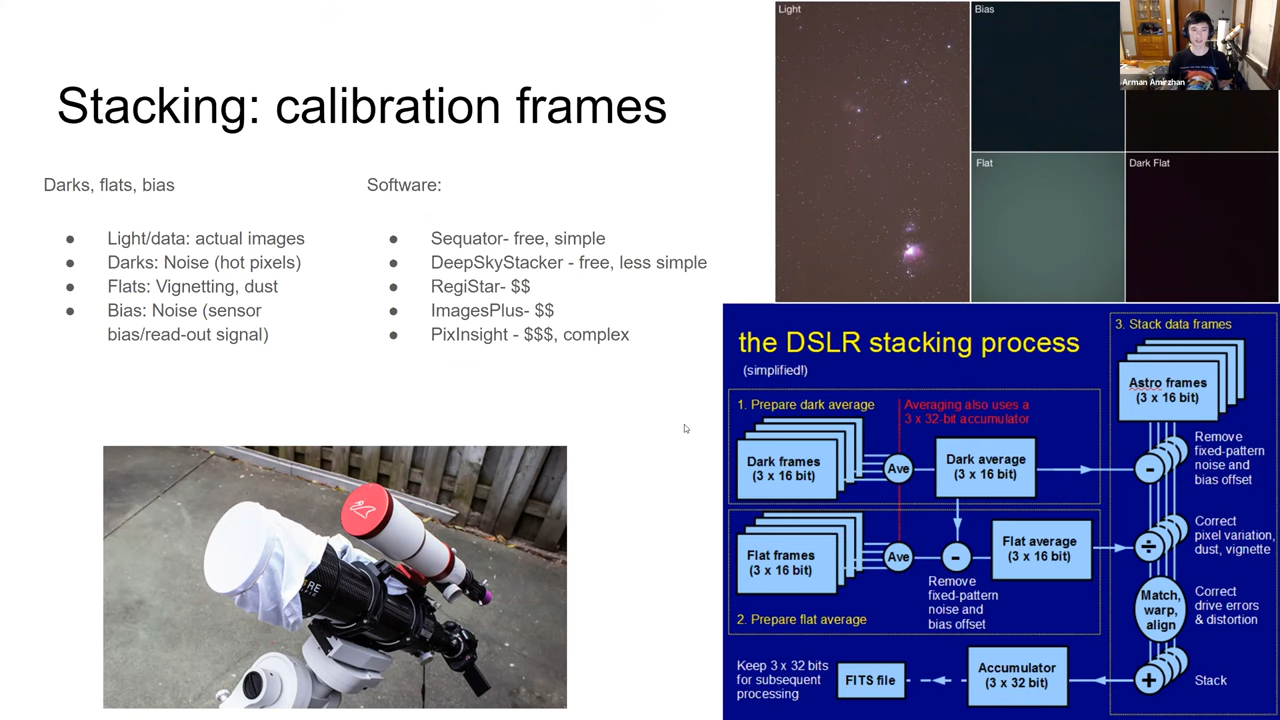 Stacking: calibration frames
Darks, flats, bias
● Light/data: actual images
● Darks: Noise (hot pixels)
● Flats: Vignetting, dust
● Bias: Noise (sensor
bias/read-out signal)
Software:
● Sequator- free, simple
● DeepSkyStacker - free, less simple
● RegiStar- $$
● ImagesPlus- $$
● PixInsight - $$$, complex
Light
Bias
Flat
Dark Flat
Arman Amirzhan
the DSLR stacking process
(simplified!)
1. Prepare dark average
Averaging also uses a
3 x 32-bit accumulator
Dark frames
(3 x 16 bit)
Ave
Dark average
(3 x 16 bit)
Flat frames
(3 x 16 bit)
Ave
-
Flat average
(3 x 16 bit)
Remove
fixed-pattern
noise and
bias offset
2. Prepare flat average
3. Stack data frames
Astro frames
(3 x 16 bit)
-
Remove
fixed-pattern
noise and
bias offset
÷
Correct
pixel variation,
dust, vignette
Match,
warp,
align
Correct
drive errors
& distortion
+
Stack
Accumulator
(3 x 32 bit)
FITS file
Keep 3 x 32 bits
for subsequent
processing